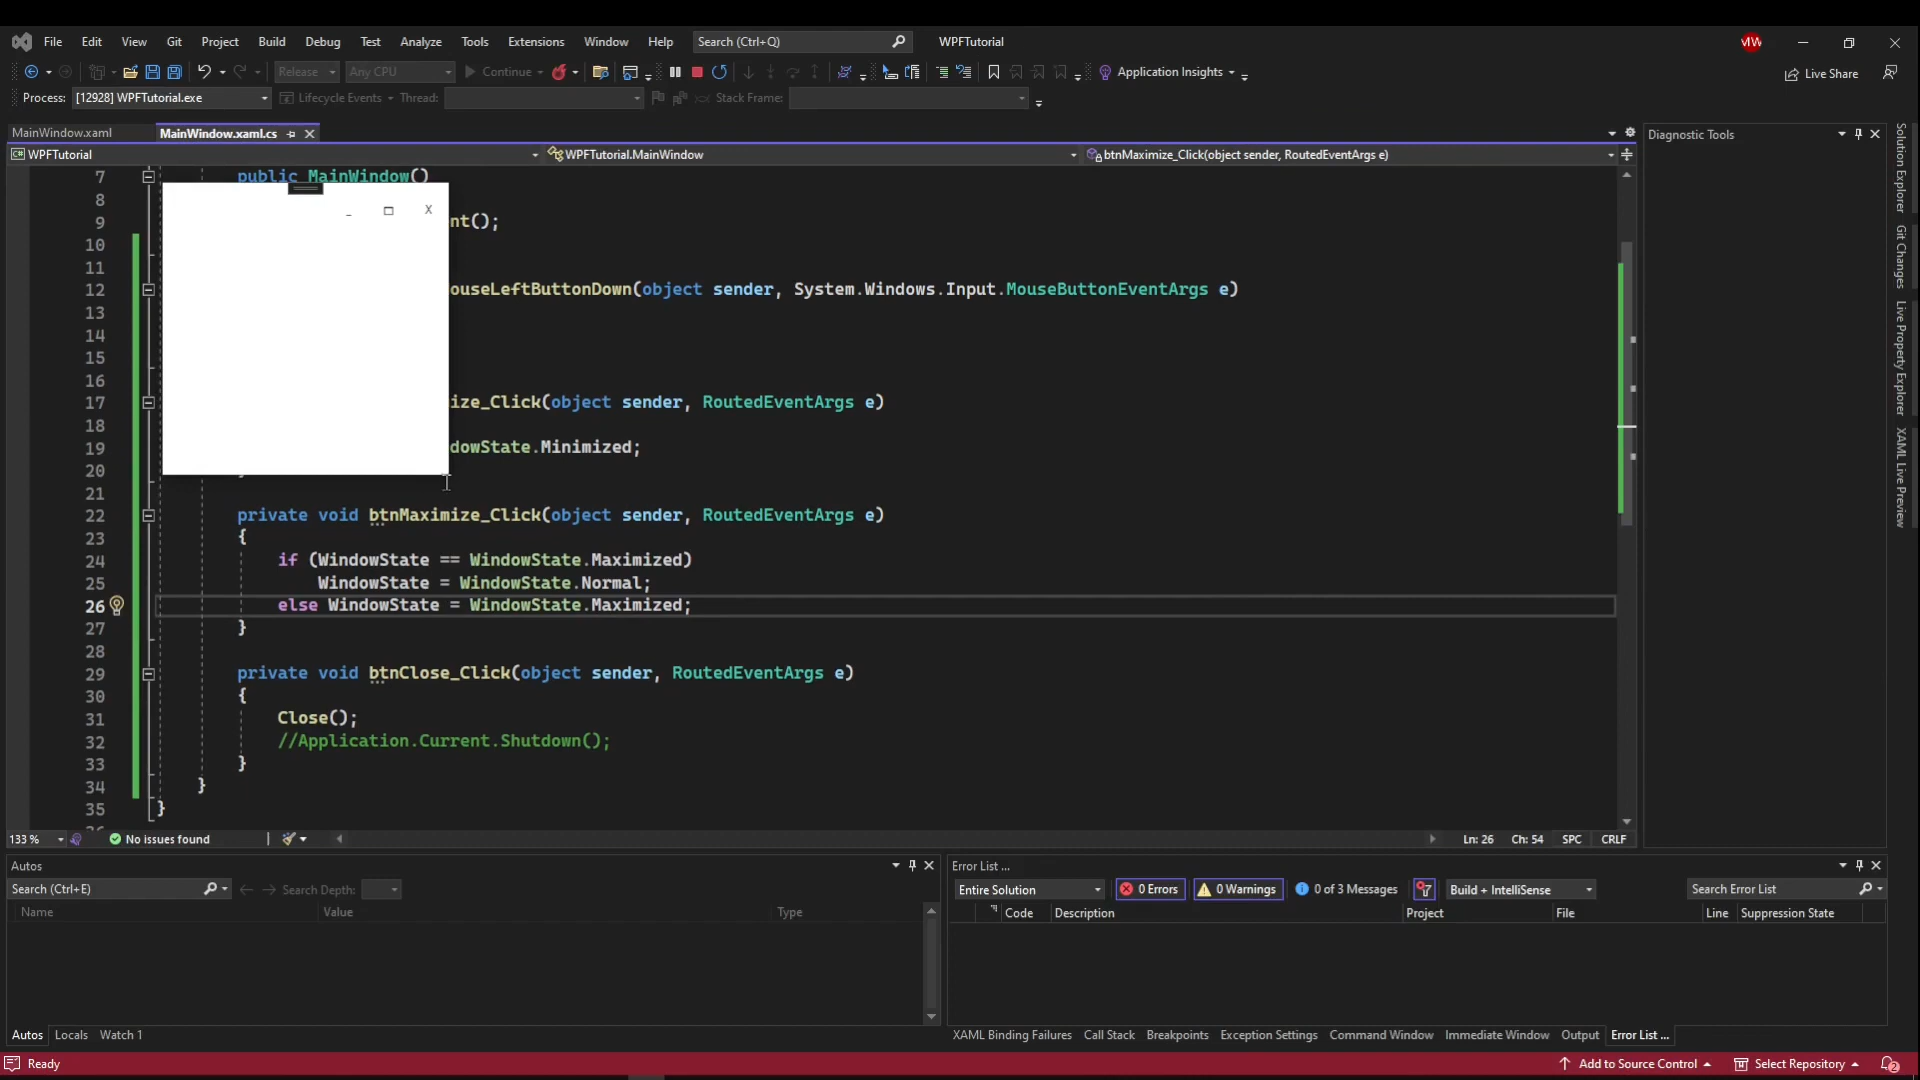 File Edit View Git Project Build Debug Test Analyze Tools Extensions Window Help Search (Ctrl+Q) WPFTutorial MW
Release Any CPU Continue Application Insights Live Share
Process: [12928] WPFTutorial.exe Lifecycle Events Thread: Stack Frame:
MainWindow.xaml MainWindow.xaml.cs Diagnostic Tools
WPFTutorial WPFTutorial.MainWindow btnMaximize_Click(object sender, RoutedEventArgs e)
7 public MainWindow()
8
9 nt();
10
11
12 ouseLeftButtonDown(object sender, System.Windows.Input.MouseButtonEventArgs e)
13
14
15
16
17 ize_Click(object sender, RoutedEventArgs e)
18
19 dowState.Minimized;
20
21
22 private void btnMaximize_Click(object sender, RoutedEventArgs e)
23 {
24 if (WindowState == WindowState.Maximized)
25 WindowState = WindowState.Normal;
26 else WindowState = WindowState.Maximized;
27 }
28
29 private void btnClose_Click(object sender, RoutedEventArgs e)
30 {
31 Close();
32 //Application.Current.Shutdown();
33 }
34 }
35 }
_ X
Solution Explorer
Git Changes
Live Property Explorer
XAML Live Preview
133 % No issues found Ln: 26 Ch: 54 SPC CRLF
Autos
Search (Ctrl+E) Search Depth:
Name Value Type
Autos Locals Watch 1
Error List ...
Entire Solution 0 Errors 0 Warnings 0 of 3 Messages Build + IntelliSense Search Error List
Code Description Project File Line Suppression State
XAML Binding Failures Call Stack Breakpoints Exception Settings Command Window Immediate Window Output Error List ...
Ready Add to Source Control Select Repository 2